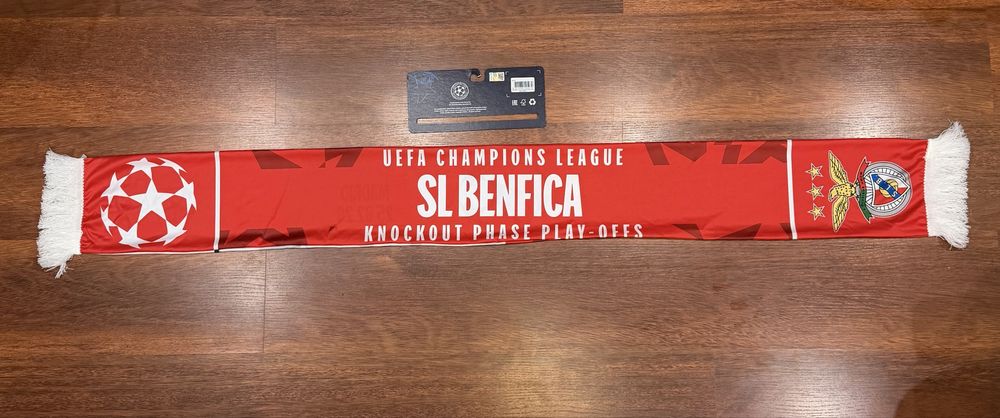 UEFA CHAMPIONS LEAGUE
SL BENFICA
KNOCKOUT PHASE PLAY-OFFS